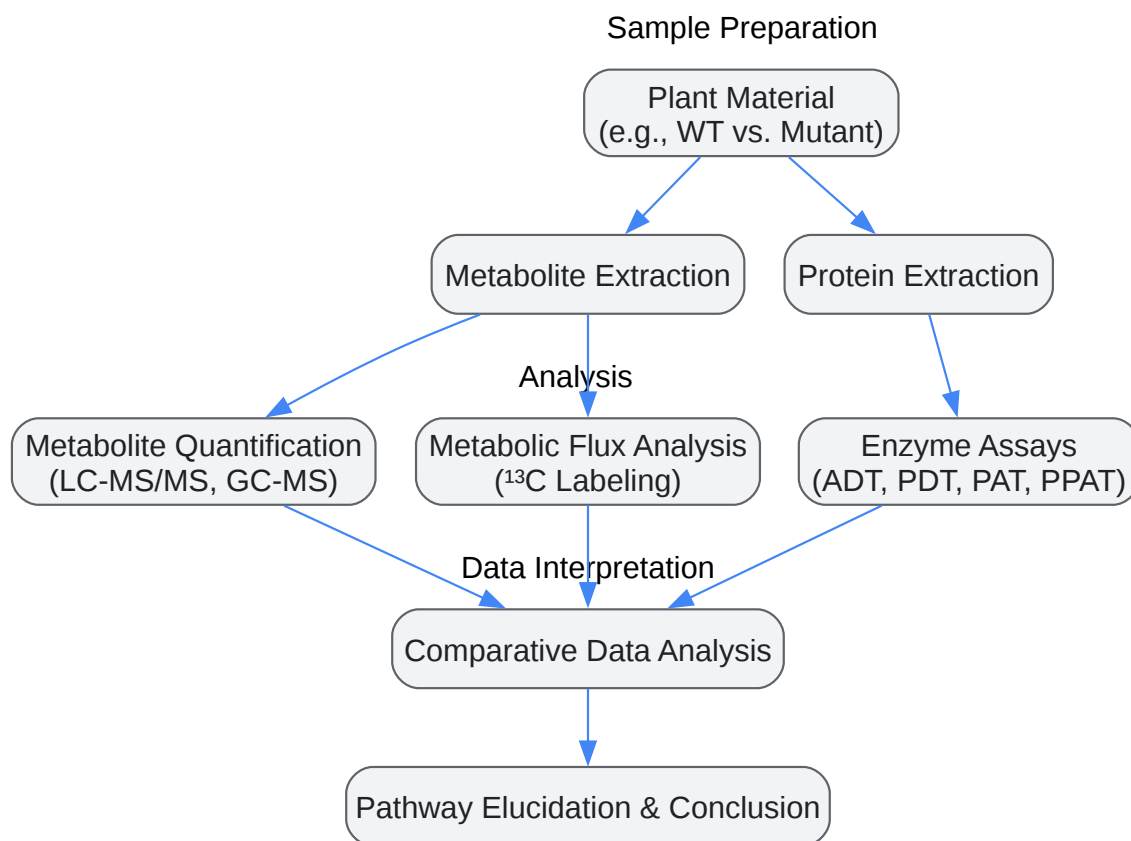 Sample Preparation
Plant Material
(e.g., WT vs. Mutant)
Metabolite Extraction
Protein Extraction
Analysis
Metabolite Quantification
(LC-MS/MS, GC-MS)
Metabolic Flux Analysis
(¹³C Labeling)
Enzyme Assays
(ADT, PDT, PAT, PPAT)
Data Interpretation
Comparative Data Analysis
Pathway Elucidation & Conclusion